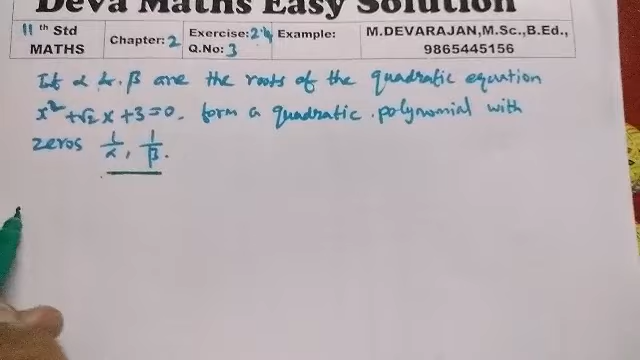 Deva Maths Easy Solution
11th Std MATHS
Chapter: 2
Exercise: 2.4
Q.No: 3
Example:
M.DEVARAJAN,M.Sc.,B.Ed.,
9865445156
If α & β are the roots of the quadratic equation
x² + √2 x + 3 = 0. form a quadratic polynomial with
zeros 1/α, 1/β.